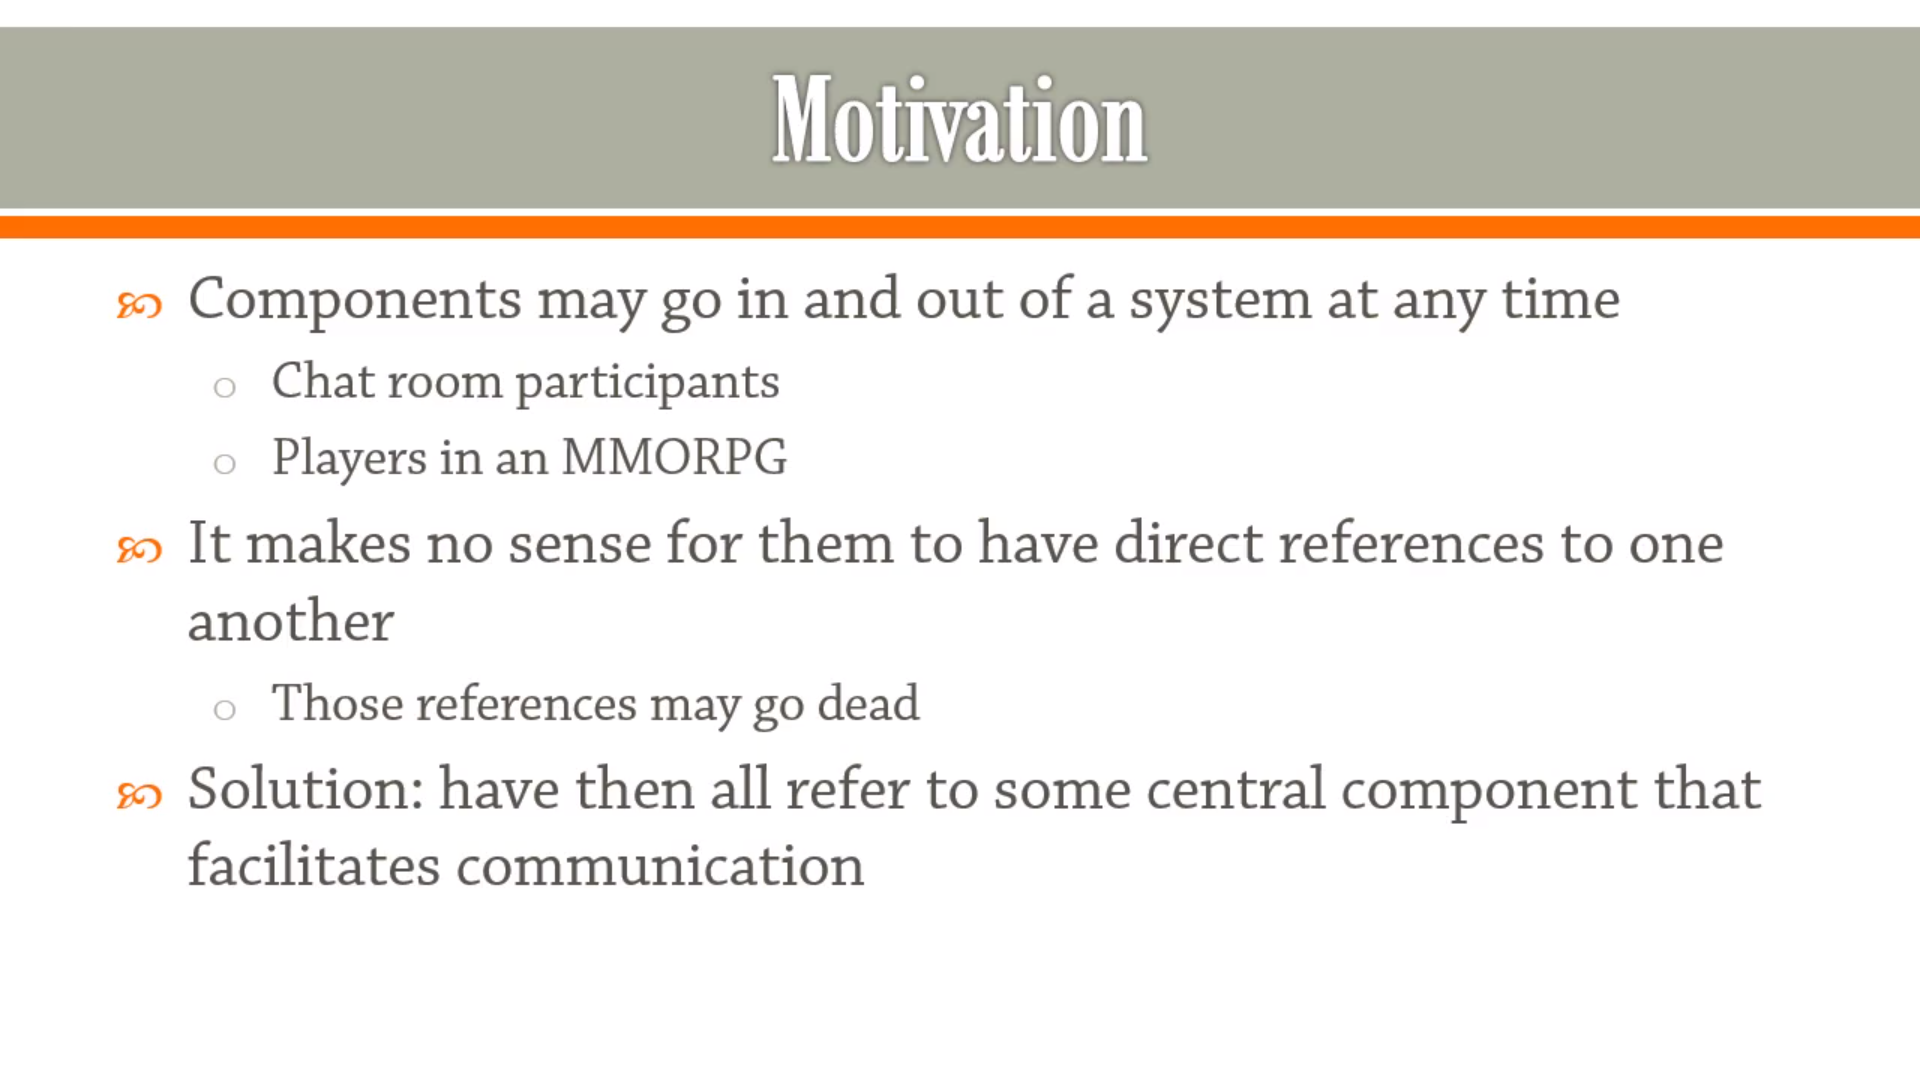 Motivation
Components may go in and out of a system at any time
Chat room participants
Players in an MMORPG
It makes no sense for them to have direct references to one
another
Those references may go dead
Solution: have then all refer to some central component that
facilitates communication